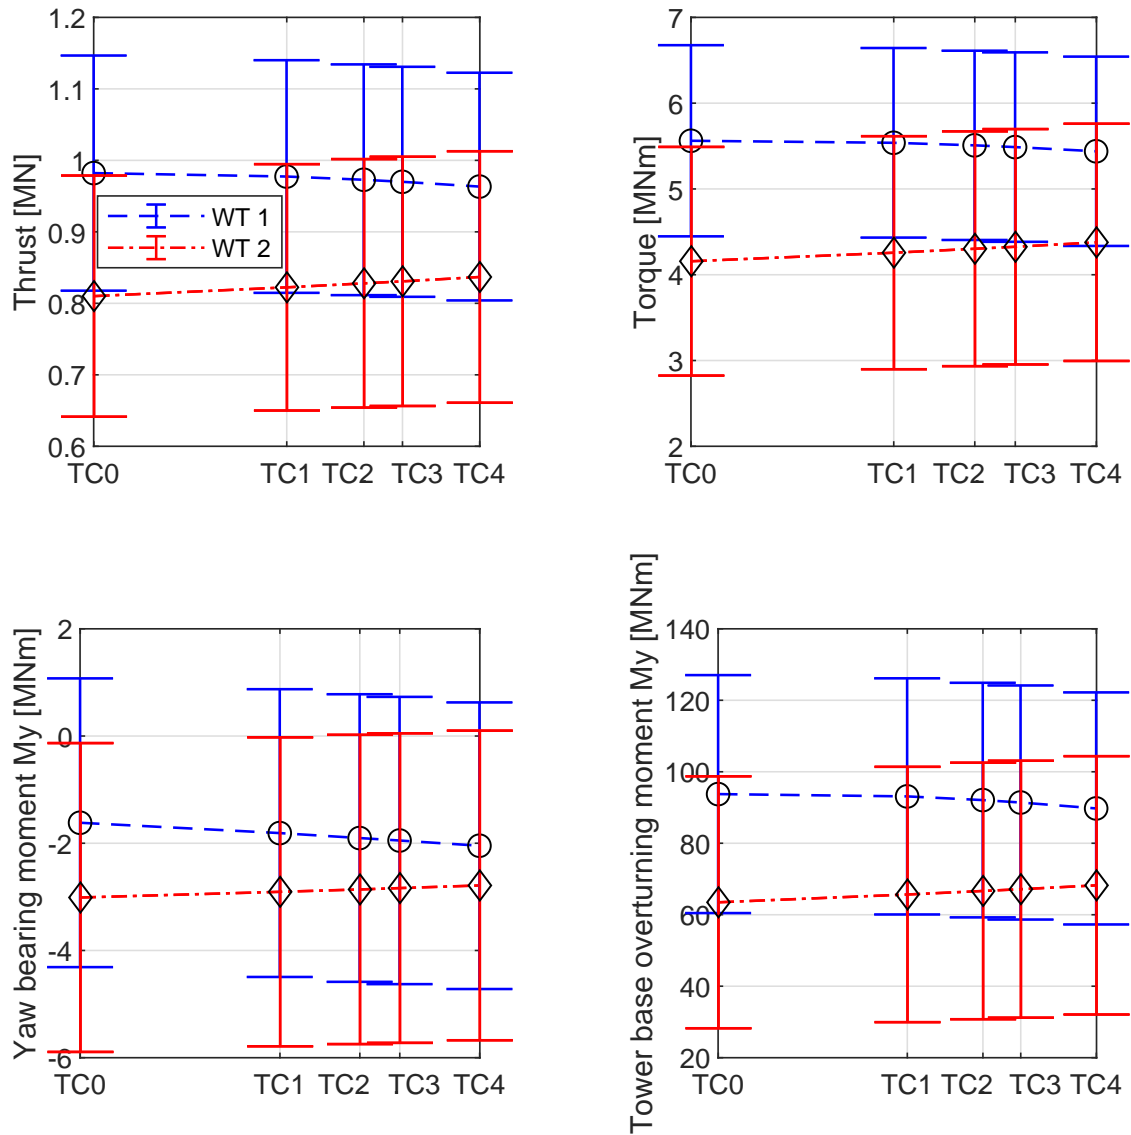 Thrust [MN]
1.2
1.1
1
0.9
0.8
0.7
0.6
WT 1
WT 2
TC0 TC1 TC2 TC3 TC4
Torque [MNm]
7
6
5
4
3
2
TC0 TC1 TC2 TC3 TC4
Yaw bearing moment My [MNm]
2
0
-2
-4
-6
TC0 TC1 TC2 TC3 TC4
Tower base overturning moment My [MNm]
140
120
100
80
60
40
20
TC0 TC1 TC2 TC3 TC4